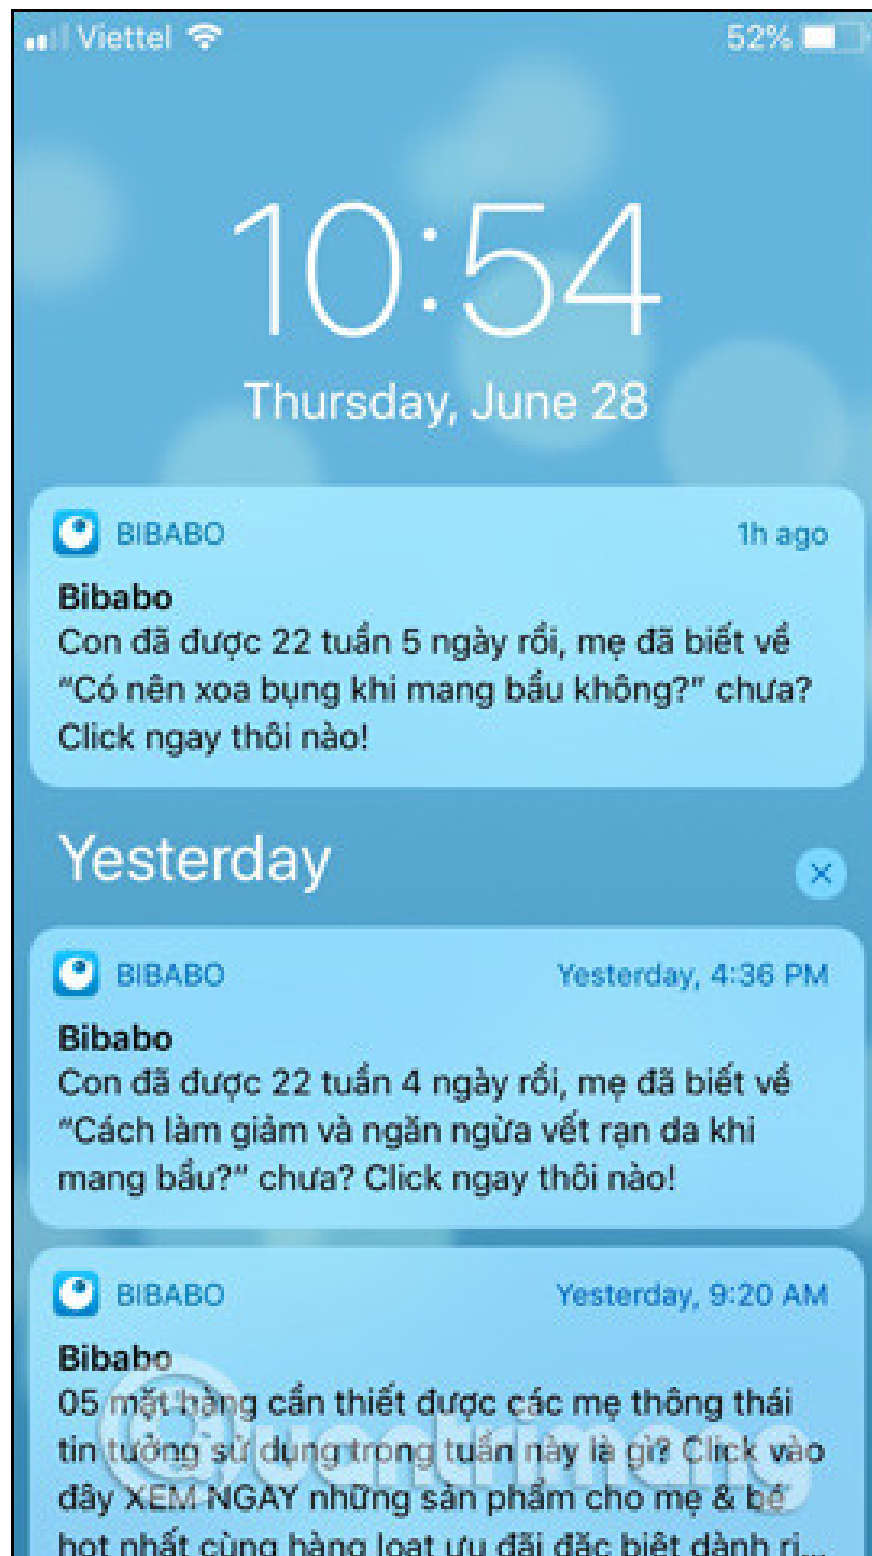 Viettel 52%
10:54
Thursday, June 28
BIBABO 1h ago
Bibabo
Con đã được 22 tuần 5 ngày rồi, mẹ đã biết về
“Có nên xoa bụng khi mang bầu không?” chưa?
Click ngay thôi nào!
Yesterday
BIBABO Yesterday, 4:36 PM
Bibabo
Con đã được 22 tuần 4 ngày rồi, mẹ đã biết về
“Cách làm giảm và ngăn ngừa vết rạn da khi
mang bầu?” chưa? Click ngay thôi nào!
BIBABO Yesterday, 9:20 AM
Bibabo
05 mặt hàng cần thiết được các mẹ thông thái
tin tưởng sử dụng trong tuần này là gì? Click vào
đây XEM NGAY những sản phẩm cho mẹ & bé
hot nhất cùng hàng loạt ưu đãi đặc biệt dành ri...
@uantrimang